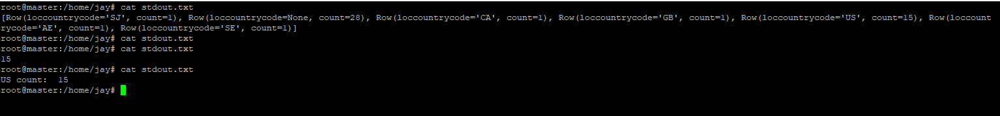 root@master:/home/jay# cat stdout.txt
[Row(loccountrycode='SJ', count=1), Row(loccountrycode=None, count=28), Row(loccountrycode='CA', count=1), Row(loccountrycode='GB', count=1), Row(loccountrycode='US', count=15), Row(loccount
rycode='AE', count=1), Row(loccountrycode='SE', count=1)]
root@master:/home/jay# cat stdout.txt
root@master:/home/jay# cat stdout.txt
15
root@master:/home/jay# cat stdout.txt
US count:  15
root@master:/home/jay#